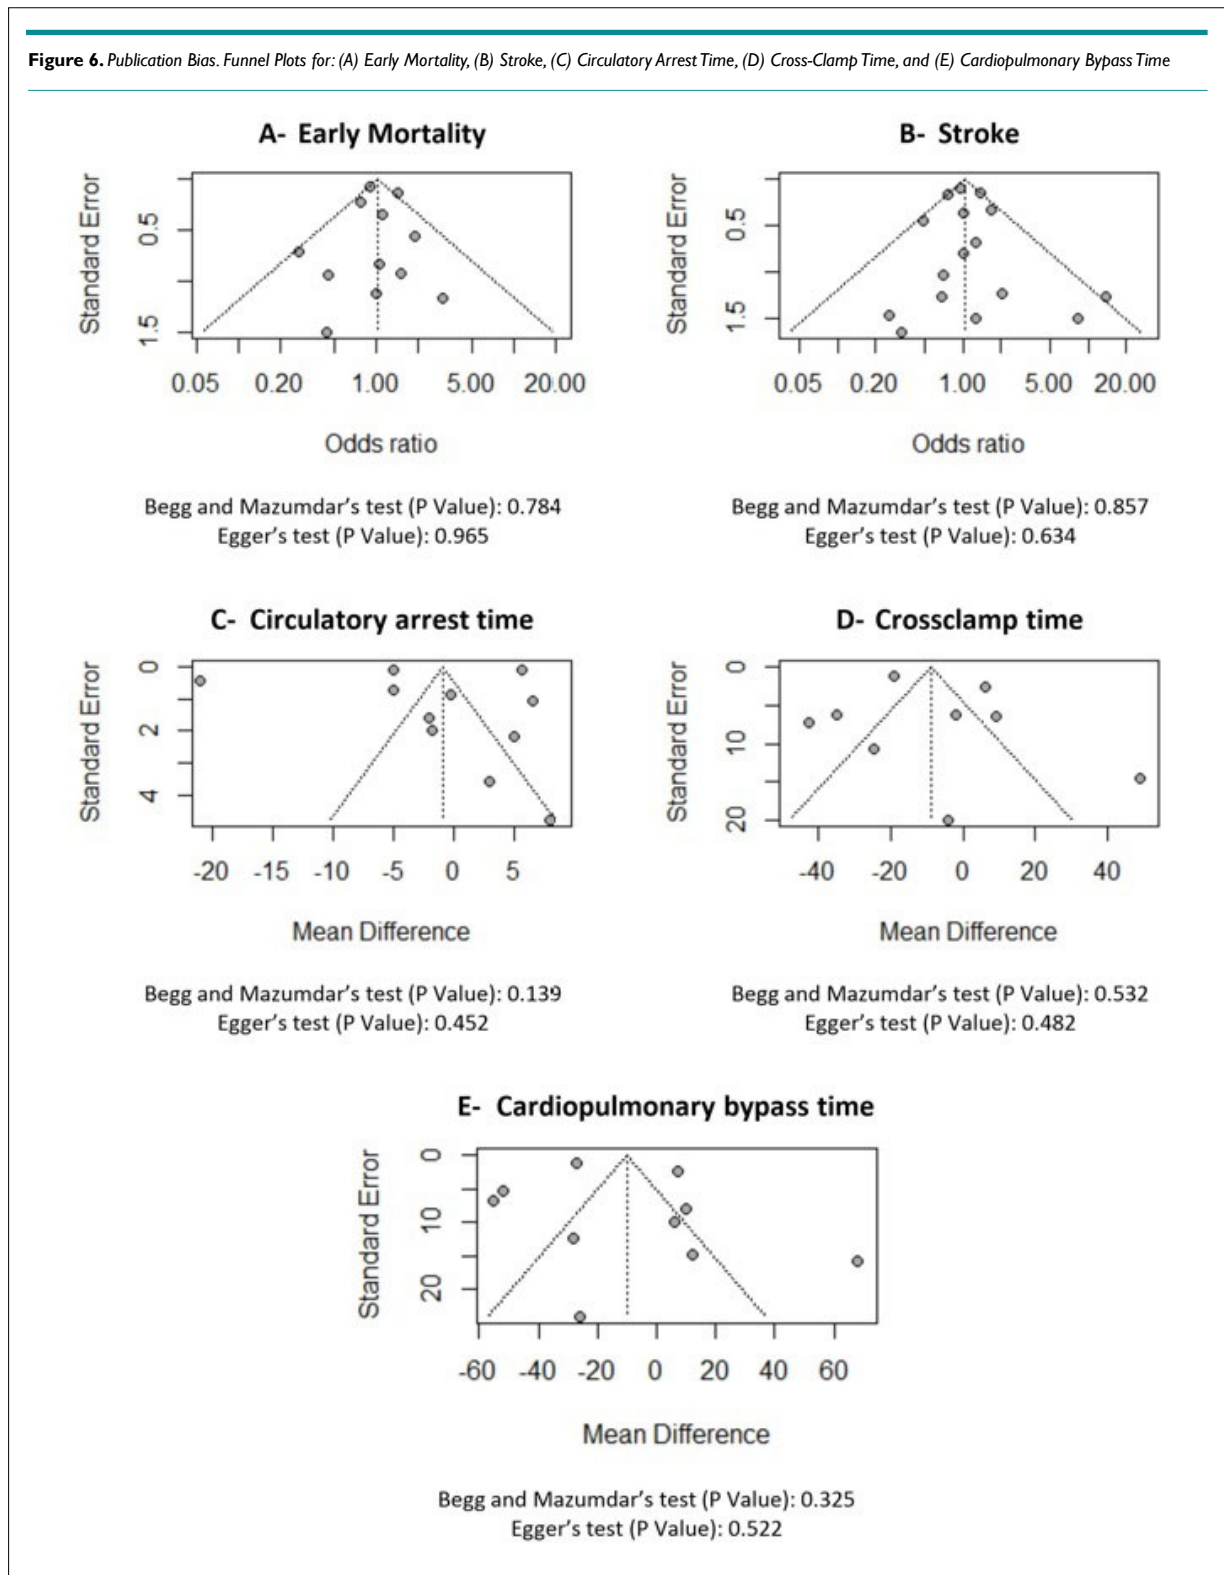 Figure 6. Publication Bias. Funnel Plots for: (A) Early Mortality, (B) Stroke, (C) Circulatory Arrest Time, (D) Cross-Clamp Time, and (E) Cardiopulmonary Bypass Time
A- Early Mortality
Standard Error
0.5
1.5
0.05 0.20 1.00 5.00 20.00
Odds ratio
Begg and Mazumdar's test (P Value): 0.784
Egger's test (P Value): 0.965
B- Stroke
Standard Error
0.5
1.5
0.05 0.20 1.00 5.00 20.00
Odds ratio
Begg and Mazumdar's test (P Value): 0.857
Egger's test (P Value): 0.634
C- Circulatory arrest time
Standard Error
0
2
4
-20 -15 -10 -5 0 5
Mean Difference
Begg and Mazumdar's test (P Value): 0.139
Egger's test (P Value): 0.452
D- Crossclamp time
Standard Error
0
10
20
-40 -20 0 20 40
Mean Difference
Begg and Mazumdar's test (P Value): 0.532
Egger's test (P Value): 0.482
E- Cardiopulmonary bypass time
Standard Error
0
10
20
-60 -40 -20 0 20 40 60
Mean Difference
Begg and Mazumdar's test (P Value): 0.325
Egger's test (P Value): 0.522